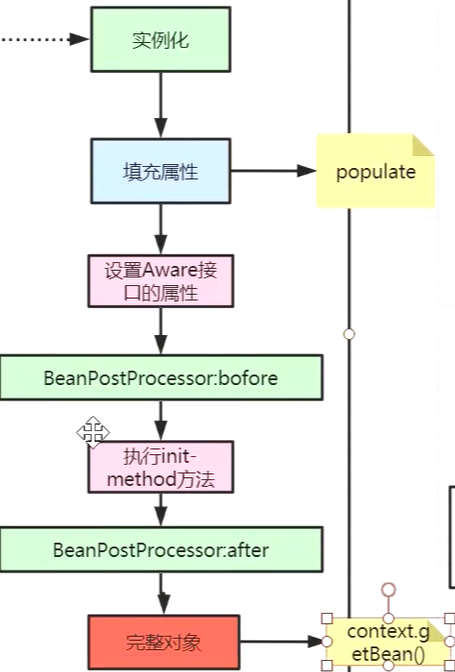 实例化
填充属性
populate
设置Aware接
口的属性
BeanPostProcessor:bofore
执行init-
method方法
BeanPostProcessor:after
完整对象
context.g
etBean()